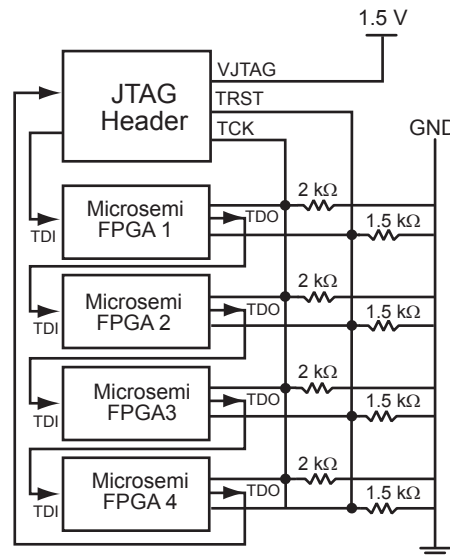 1.5 V
VJTAG
JTAG
Header
TRST
TCK
GND
2 kΩ
Microsemi
FPGA 1
TDO
TDI
1.5 kΩ
2 kΩ
Microsemi
FPGA 2
TDO
TDI
1.5 kΩ
2 kΩ
Microsemi
FPGA3
TDO
TDI
1.5 kΩ
2 kΩ
Microsemi
FPGA 4
TDO
TDI
1.5 kΩ